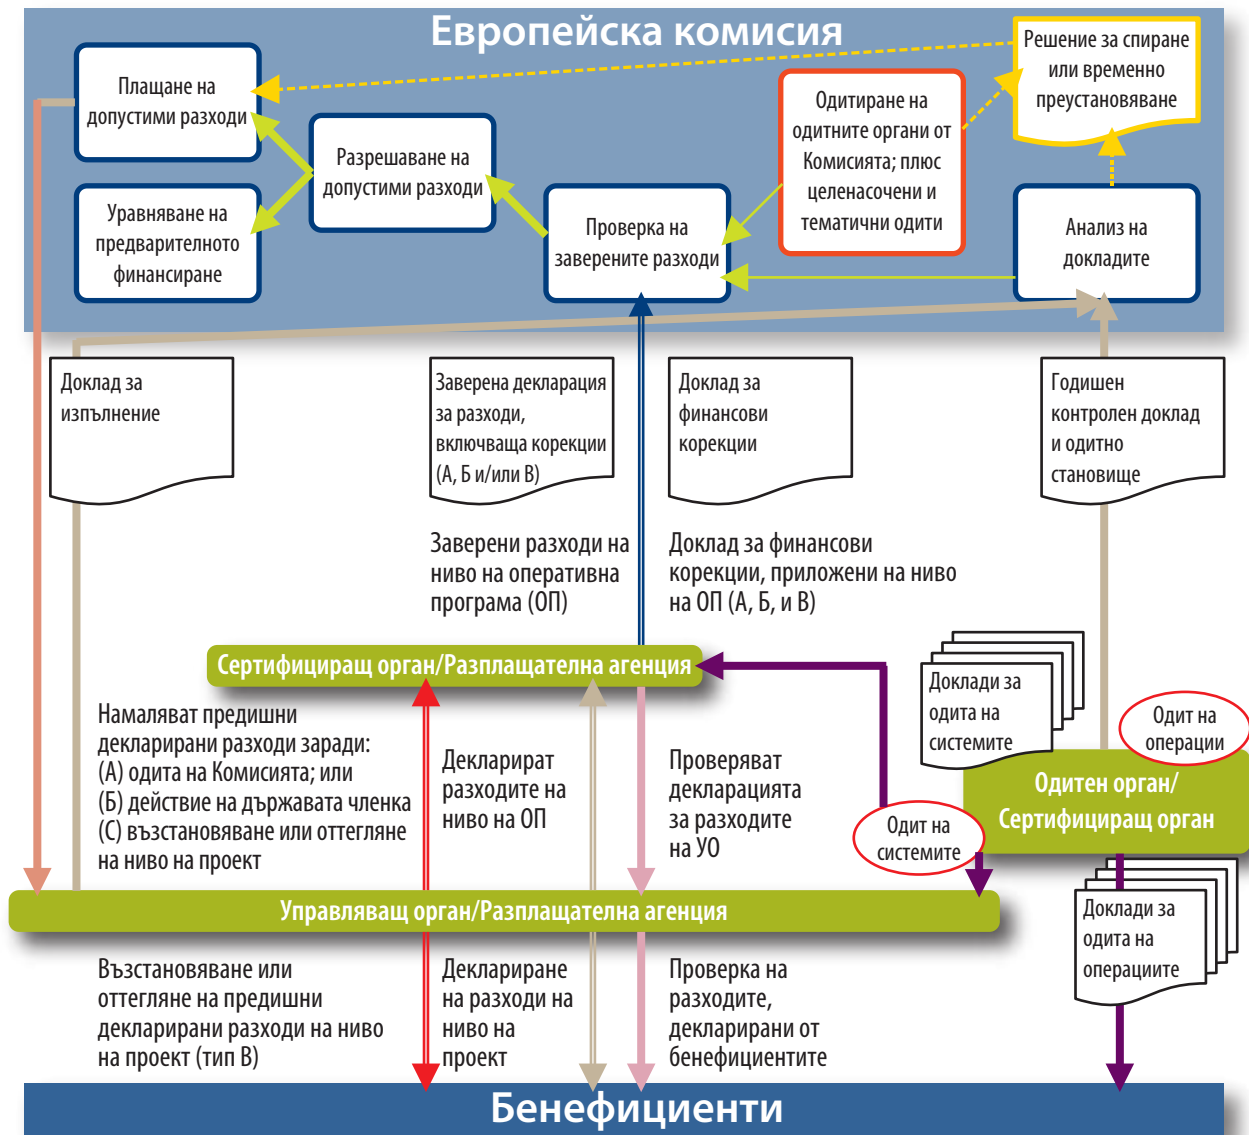 Европейска комисия
Плащане на
допустими разходи
Разрешаване на
допустими разходи
Уравняване на
предварителното
финансиране
Проверка на
заверените разходи
Одитиране на
одитните органи от
Комисията; плюс
целенасочени и
тематични одити
Решение за спиране
или временно
преустановяване
Анализ на
докладите
Доклад за
изпълнение
Заверена декларация
за разходи,
включваща корекции
(А, Б и/или В)
Доклад за
финансови
корекции
Годишен
контролен доклад
и одитно
становище
Заверени разходи на
ниво на оперативна
програма (ОП)
Доклад за финансови
корекции, приложени на ниво
на ОП (А, Б, и В)
Сертифициращ орган/Разплащателна агенция
Намаляват предишни
декларирани разходи заради:
(А) одита на Комисията; или
(Б) действие на държавата членка
(С) възстановяване или оттегляне
на ниво на проект
Декларират
разходите на
ниво на ОП
Проверяват
декларацията
за разходите
на УО
Доклади за
одита на
системите
Одит на
операции
Одитен орган/
Сертифициращ орган
Одит на
системите
Управляващ орган/Разплащателна агенция
Възстановяване или
оттегляне на предишни
декларирани разходи на ниво
на проект (тип В)
Деклариране
на разходи на
ниво на
проект
Проверка на
разходите,
декларирани от
бенефициентите
Доклади за
одита на
операциите
Бенефициенти